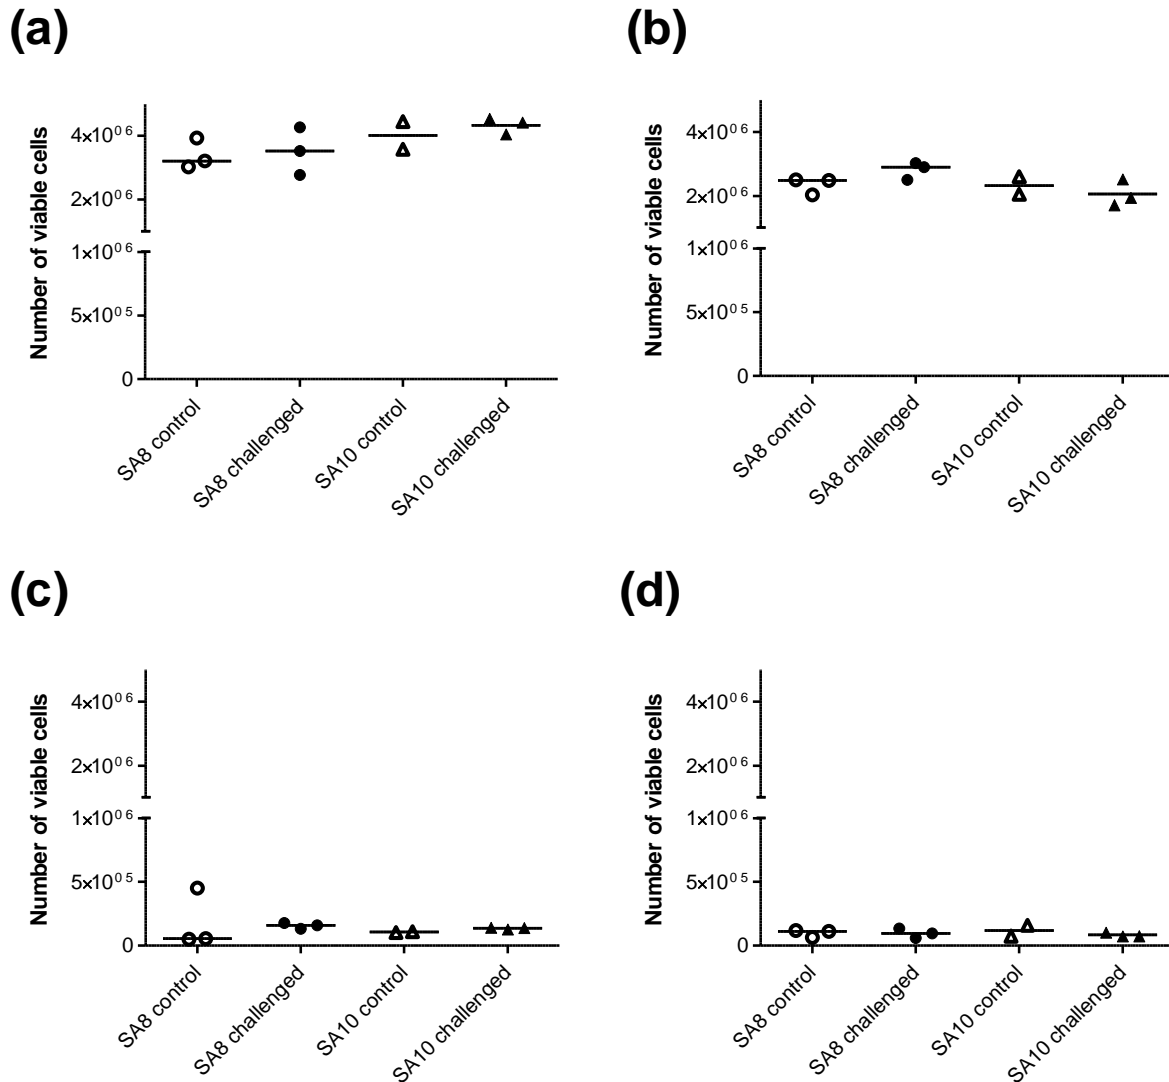 (a)
Number of viable cells
4×10⁰⁶
2×10⁰⁶
1×10⁰⁶
5×10⁰⁵
0
SA8 control
SA8 challenged
SA10 control
SA10 challenged
(b)
Number of viable cells
4×10⁰⁶
2×10⁰⁶
1×10⁰⁶
5×10⁰⁵
0
SA8 control
SA8 challenged
SA10 control
SA10 challenged
(c)
Number of viable cells
4×10⁰⁶
2×10⁰⁶
1×10⁰⁶
5×10⁰⁵
0
SA8 control
SA8 challenged
SA10 control
SA10 challenged
(d)
Number of viable cells
4×10⁰⁶
2×10⁰⁶
1×10⁰⁶
5×10⁰⁵
0
SA8 control
SA8 challenged
SA10 control
SA10 challenged